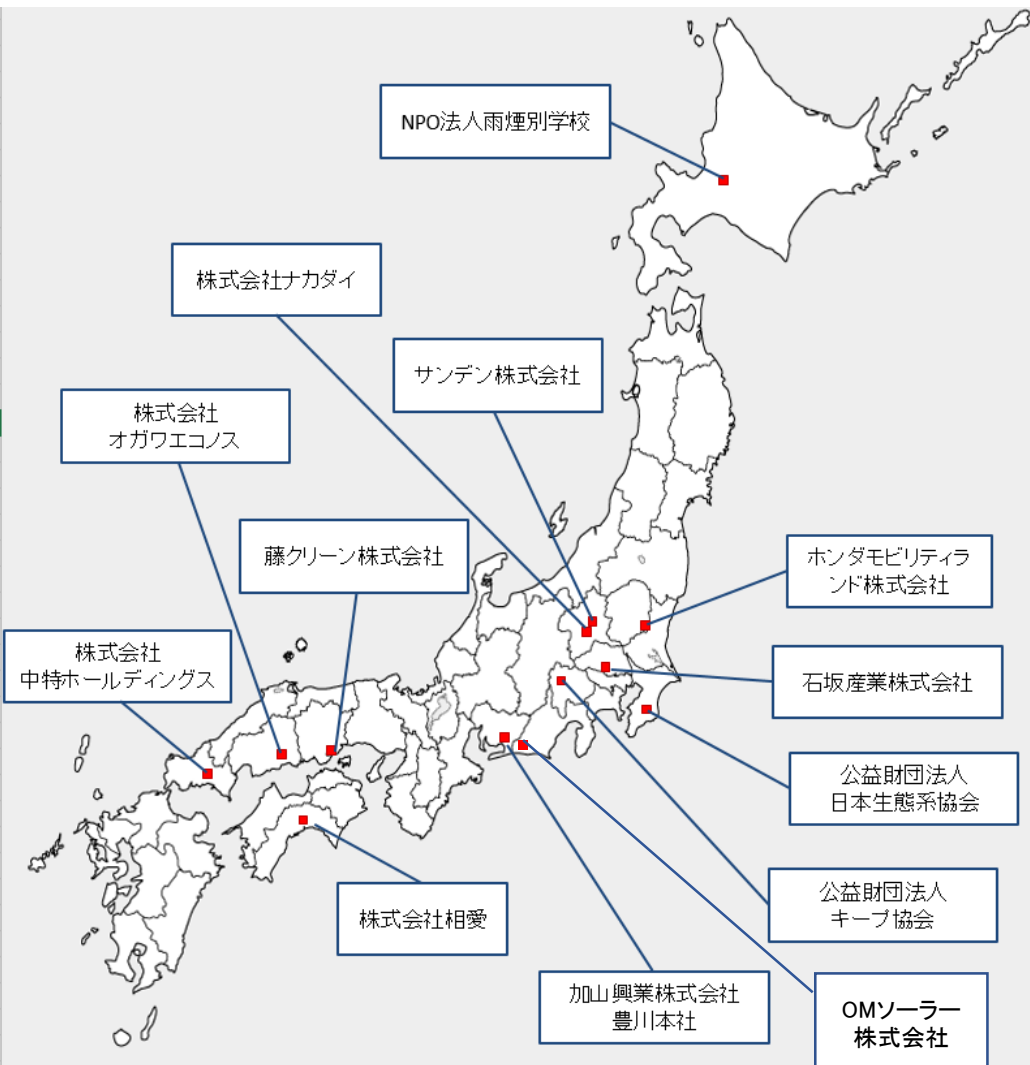 NPO法人雨煙別学校
株式会社ナカダイ
サンデン株式会社
株式会社
オガワエコノス
藤クリーン株式会社
ホンダモビリティラ
ンド株式会社
株式会社
中特ホールディングス
石坂産業株式会社
公益財団法人
日本生態系協会
公益財団法人
キープ協会
株式会社相愛
加山興業株式会社
豊川本社
OMソーラー
株式会社